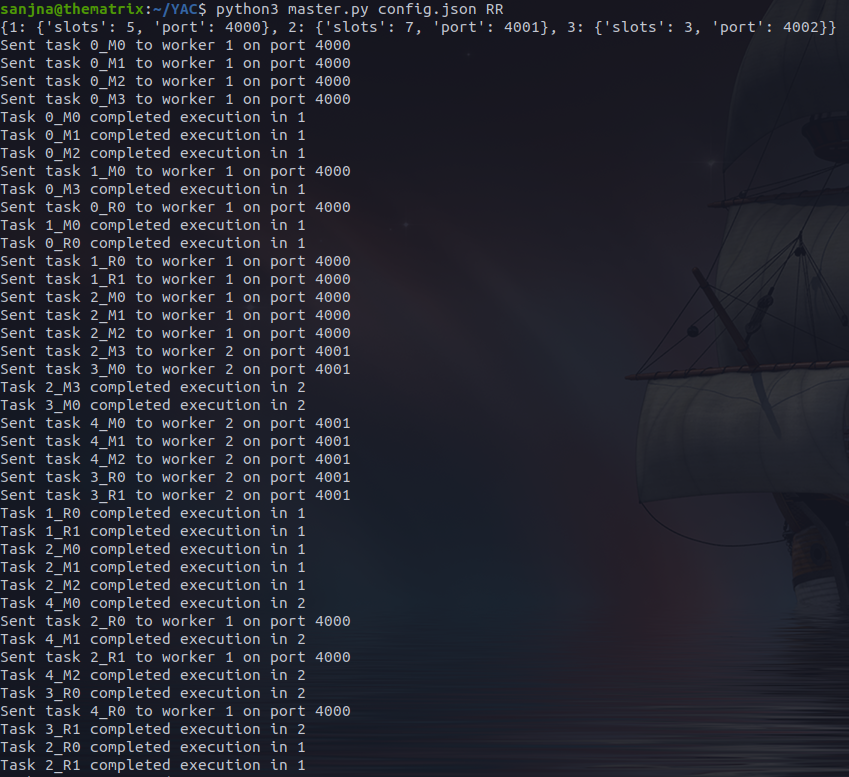 sanjna@thematrix:~/YAC$ python3 master.py config.json RR
{1: {'slots': 5, 'port': 4000}, 2: {'slots': 7, 'port': 4001}, 3: {'slots': 3, 'port': 4002}}
Sent task 0_M0 to worker 1 on port 4000
Sent task 0_M1 to worker 1 on port 4000
Sent task 0_M2 to worker 1 on port 4000
Sent task 0_M3 to worker 1 on port 4000
Task 0_M0 completed execution in 1
Task 0_M1 completed execution in 1
Task 0_M2 completed execution in 1
Sent task 1_M0 to worker 1 on port 4000
Task 0_M3 completed execution in 1
Sent task 0_R0 to worker 1 on port 4000
Task 1_M0 completed execution in 1
Task 0_R0 completed execution in 1
Sent task 1_R0 to worker 1 on port 4000
Sent task 1_R1 to worker 1 on port 4000
Sent task 2_M0 to worker 1 on port 4000
Sent task 2_M1 to worker 1 on port 4000
Sent task 2_M2 to worker 1 on port 4000
Sent task 2_M3 to worker 2 on port 4001
Sent task 3_M0 to worker 2 on port 4001
Task 2_M3 completed execution in 2
Task 3_M0 completed execution in 2
Sent task 4_M0 to worker 2 on port 4001
Sent task 4_M1 to worker 2 on port 4001
Sent task 4_M2 to worker 2 on port 4001
Sent task 3_R0 to worker 2 on port 4001
Sent task 3_R1 to worker 2 on port 4001
Task 1_R0 completed execution in 1
Task 1_R1 completed execution in 1
Task 2_M0 completed execution in 1
Task 2_M1 completed execution in 1
Task 2_M2 completed execution in 1
Task 4_M0 completed execution in 2
Sent task 2_R0 to worker 1 on port 4000
Task 4_M1 completed execution in 2
Sent task 2_R1 to worker 1 on port 4000
Task 4_M2 completed execution in 2
Task 3_R0 completed execution in 2
Sent task 4_R0 to worker 1 on port 4000
Task 3_R1 completed execution in 2
Task 2_R0 completed execution in 1
Task 2_R1 completed execution in 1